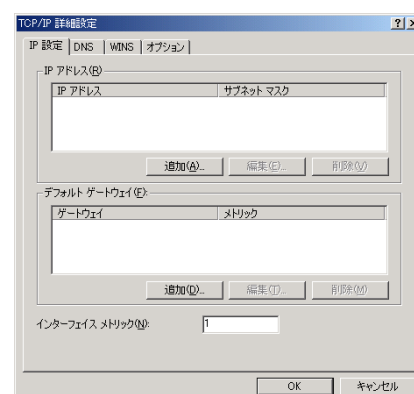 TCP/IP 詳細設定
IP 設定 DNS WINS オプション
IP アドレス(R)
IP アドレス サブネット マスク
追加(A)... 編集(E)... 削除(V)
デフォルト ゲートウェイ(F):
ゲートウェイ メトリック
追加(D)... 編集(T)... 削除(M)
インターフェイス メトリック(N): 1
OK キャンセル